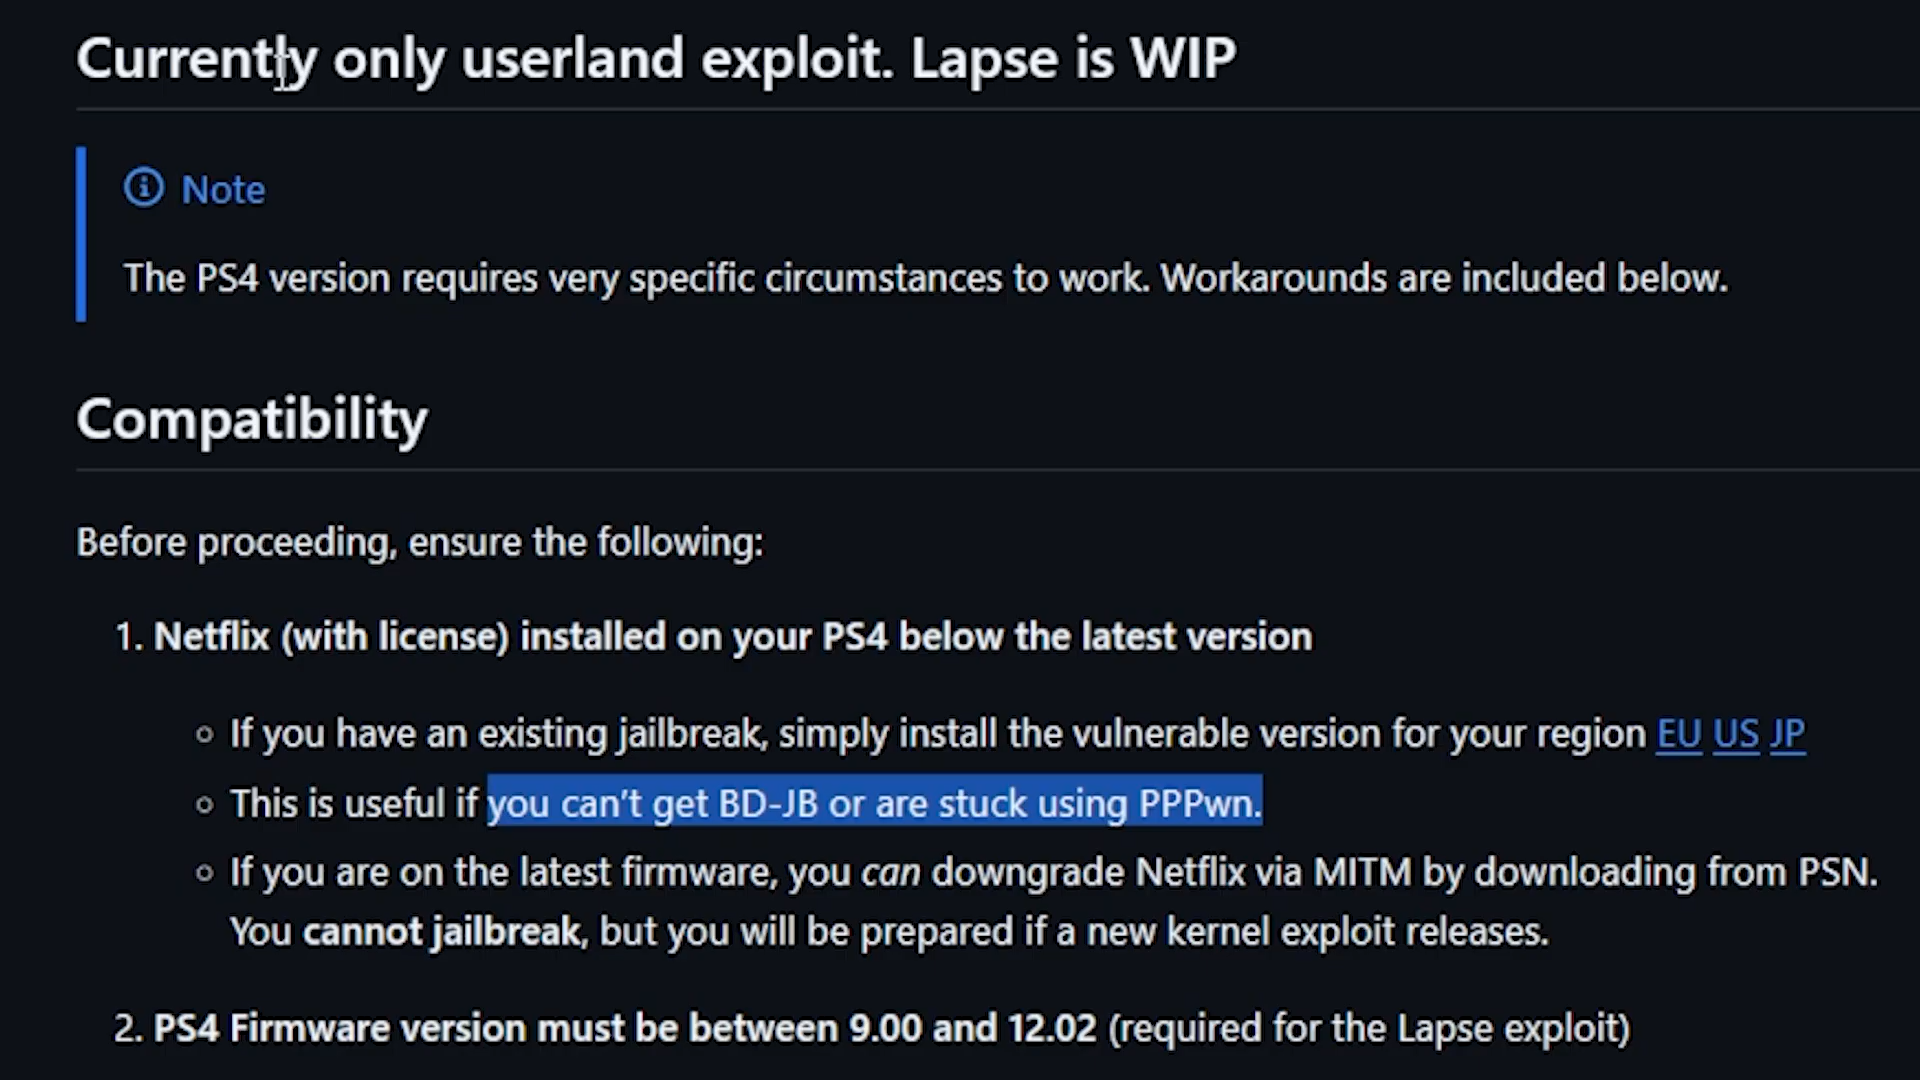 Currently only userland exploit. Lapse is WIP
Note
The PS4 version requires very specific circumstances to work. Workarounds are included below.
Compatibility
Before proceeding, ensure the following:
1. Netflix (with license) installed on your PS4 below the latest version
If you have an existing jailbreak, simply install the vulnerable version for your region EU US JP
This is useful if you can't get BD-JB or are stuck using PPPwn.
If you are on the latest firmware, you can downgrade Netflix via MITM by downloading from PSN.
You cannot jailbreak, but you will be prepared if a new kernel exploit releases.
2. PS4 Firmware version must be between 9.00 and 12.02 (required for the Lapse exploit)